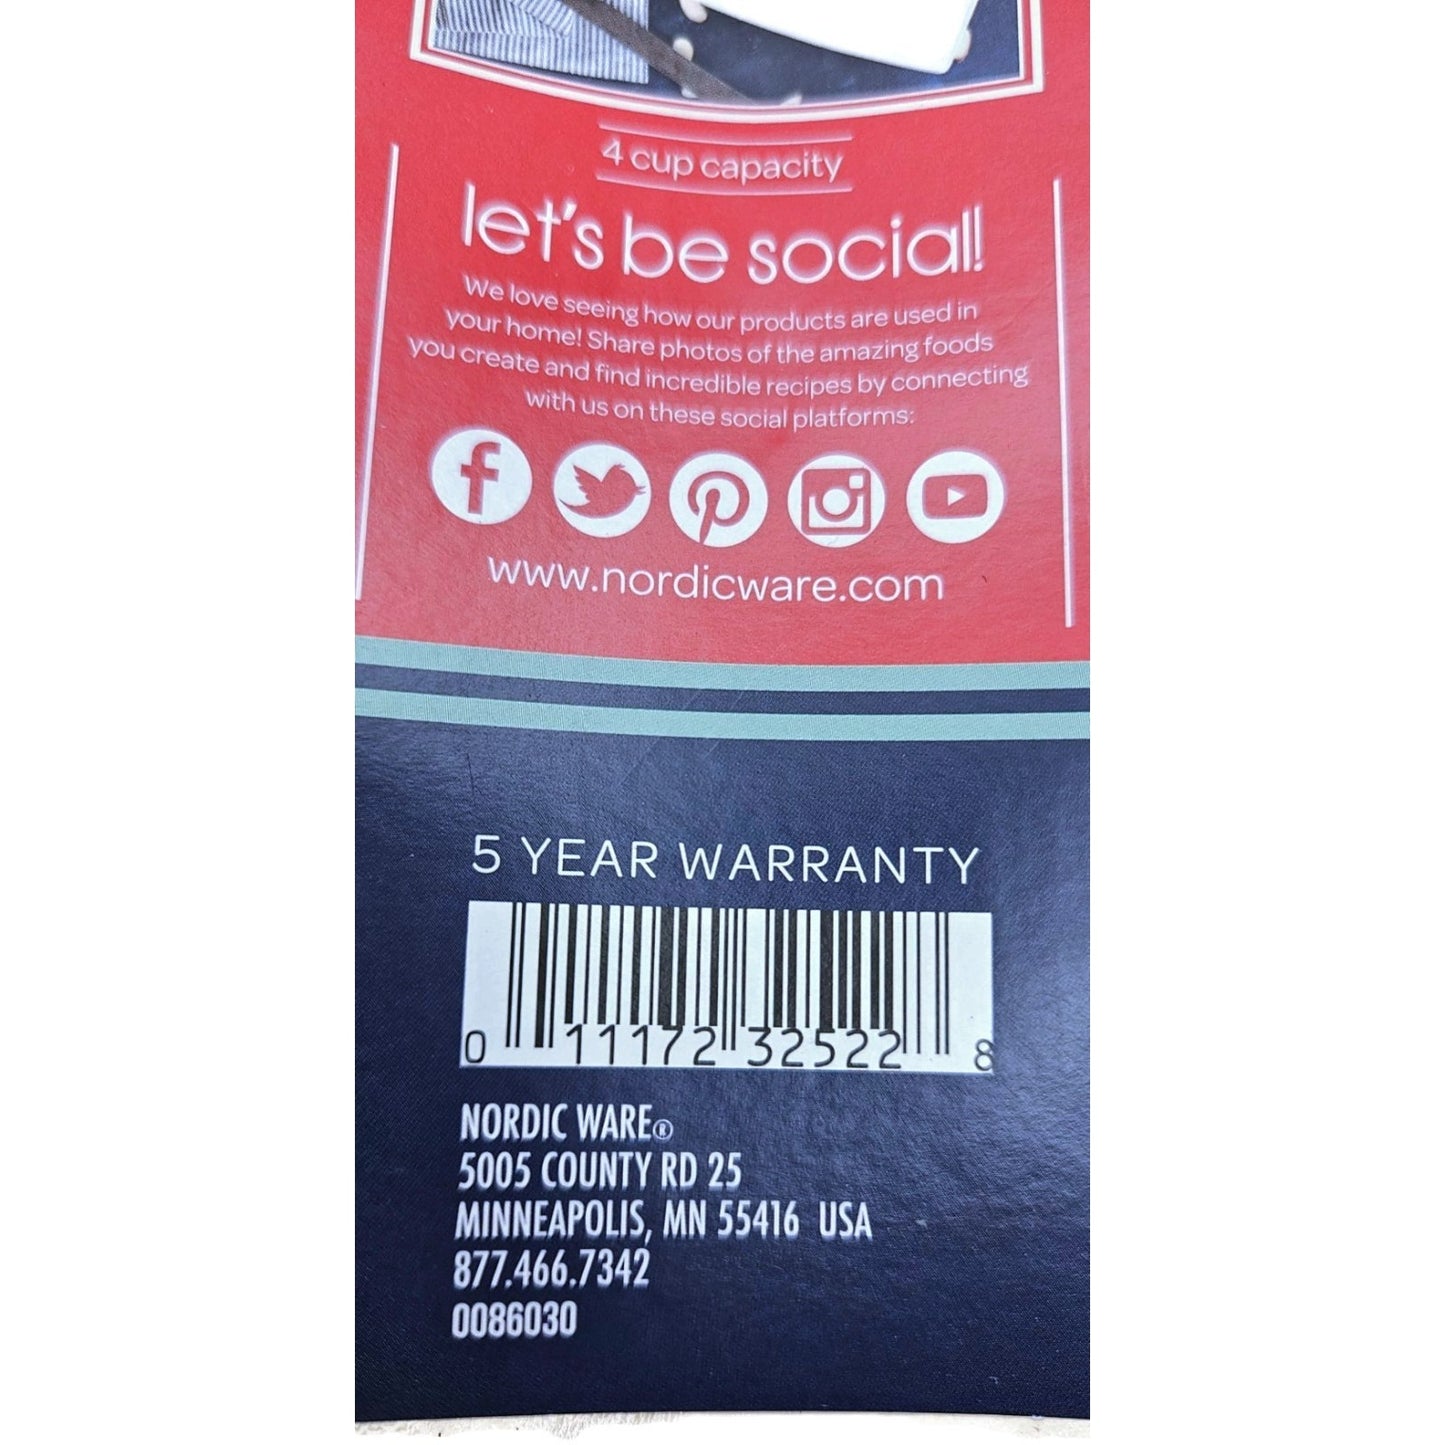 4 cup capacity
let's be social!
We love seeing how our products are used in
your home! Share photos of the amazing foods
you create and find incredible recipes by connecting
with us on these social platforms:
www.nordicware.com
5 YEAR WARRANTY
0 11172 32522 8
NORDIC WARE®
5005 COUNTY RD 25
MINNEAPOLIS, MN 55416 USA
877.466.7342
0086030